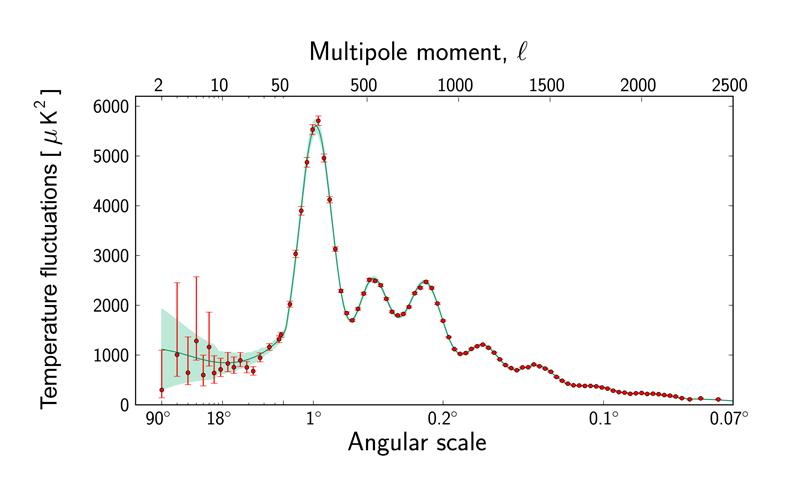 Multipole moment, ℓ
2 10 50 500 1000 1500 2000 2500
Temperature fluctuations [ μ K² ]
6000
5000
4000
3000
2000
1000
0
90° 18° 1° 0.2° 0.1° 0.07°
Angular scale